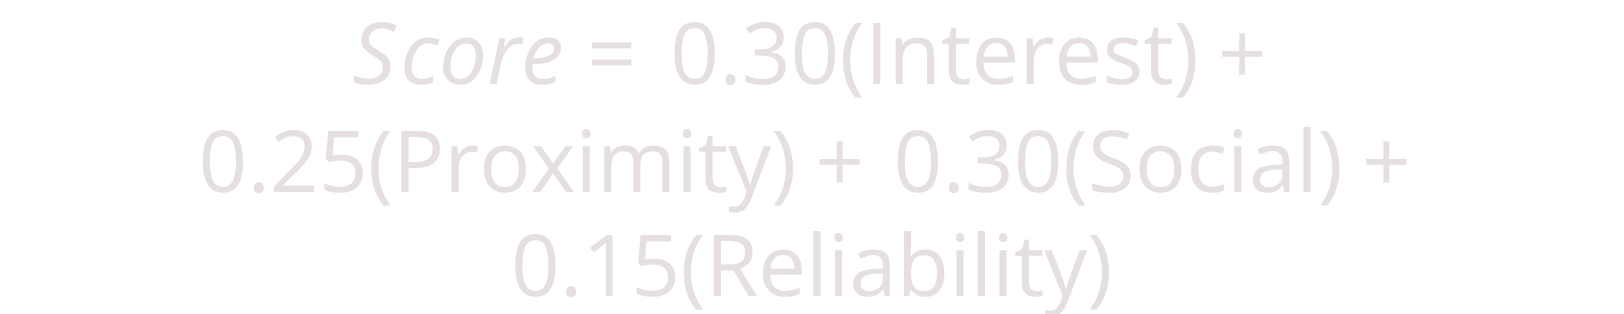 Score = 0.30(Interest) +
0.25(Proximity) + 0.30(Social) +
0.15(Reliability)